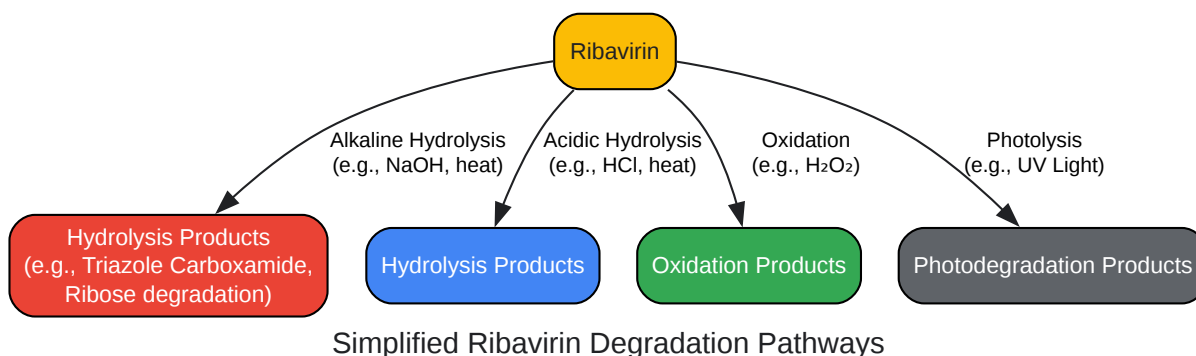 Ribavirin
Alkaline Hydrolysis
(e.g., NaOH, heat)
Acidic Hydrolysis
(e.g., HCl, heat)
Oxidation
(e.g., H₂O₂)
Photolysis
(e.g., UV Light)
Hydrolysis Products
(e.g., Triazole Carboxamide,
Ribose degradation)
Hydrolysis Products
Oxidation Products
Photodegradation Products
Simplified Ribavirin Degradation Pathways